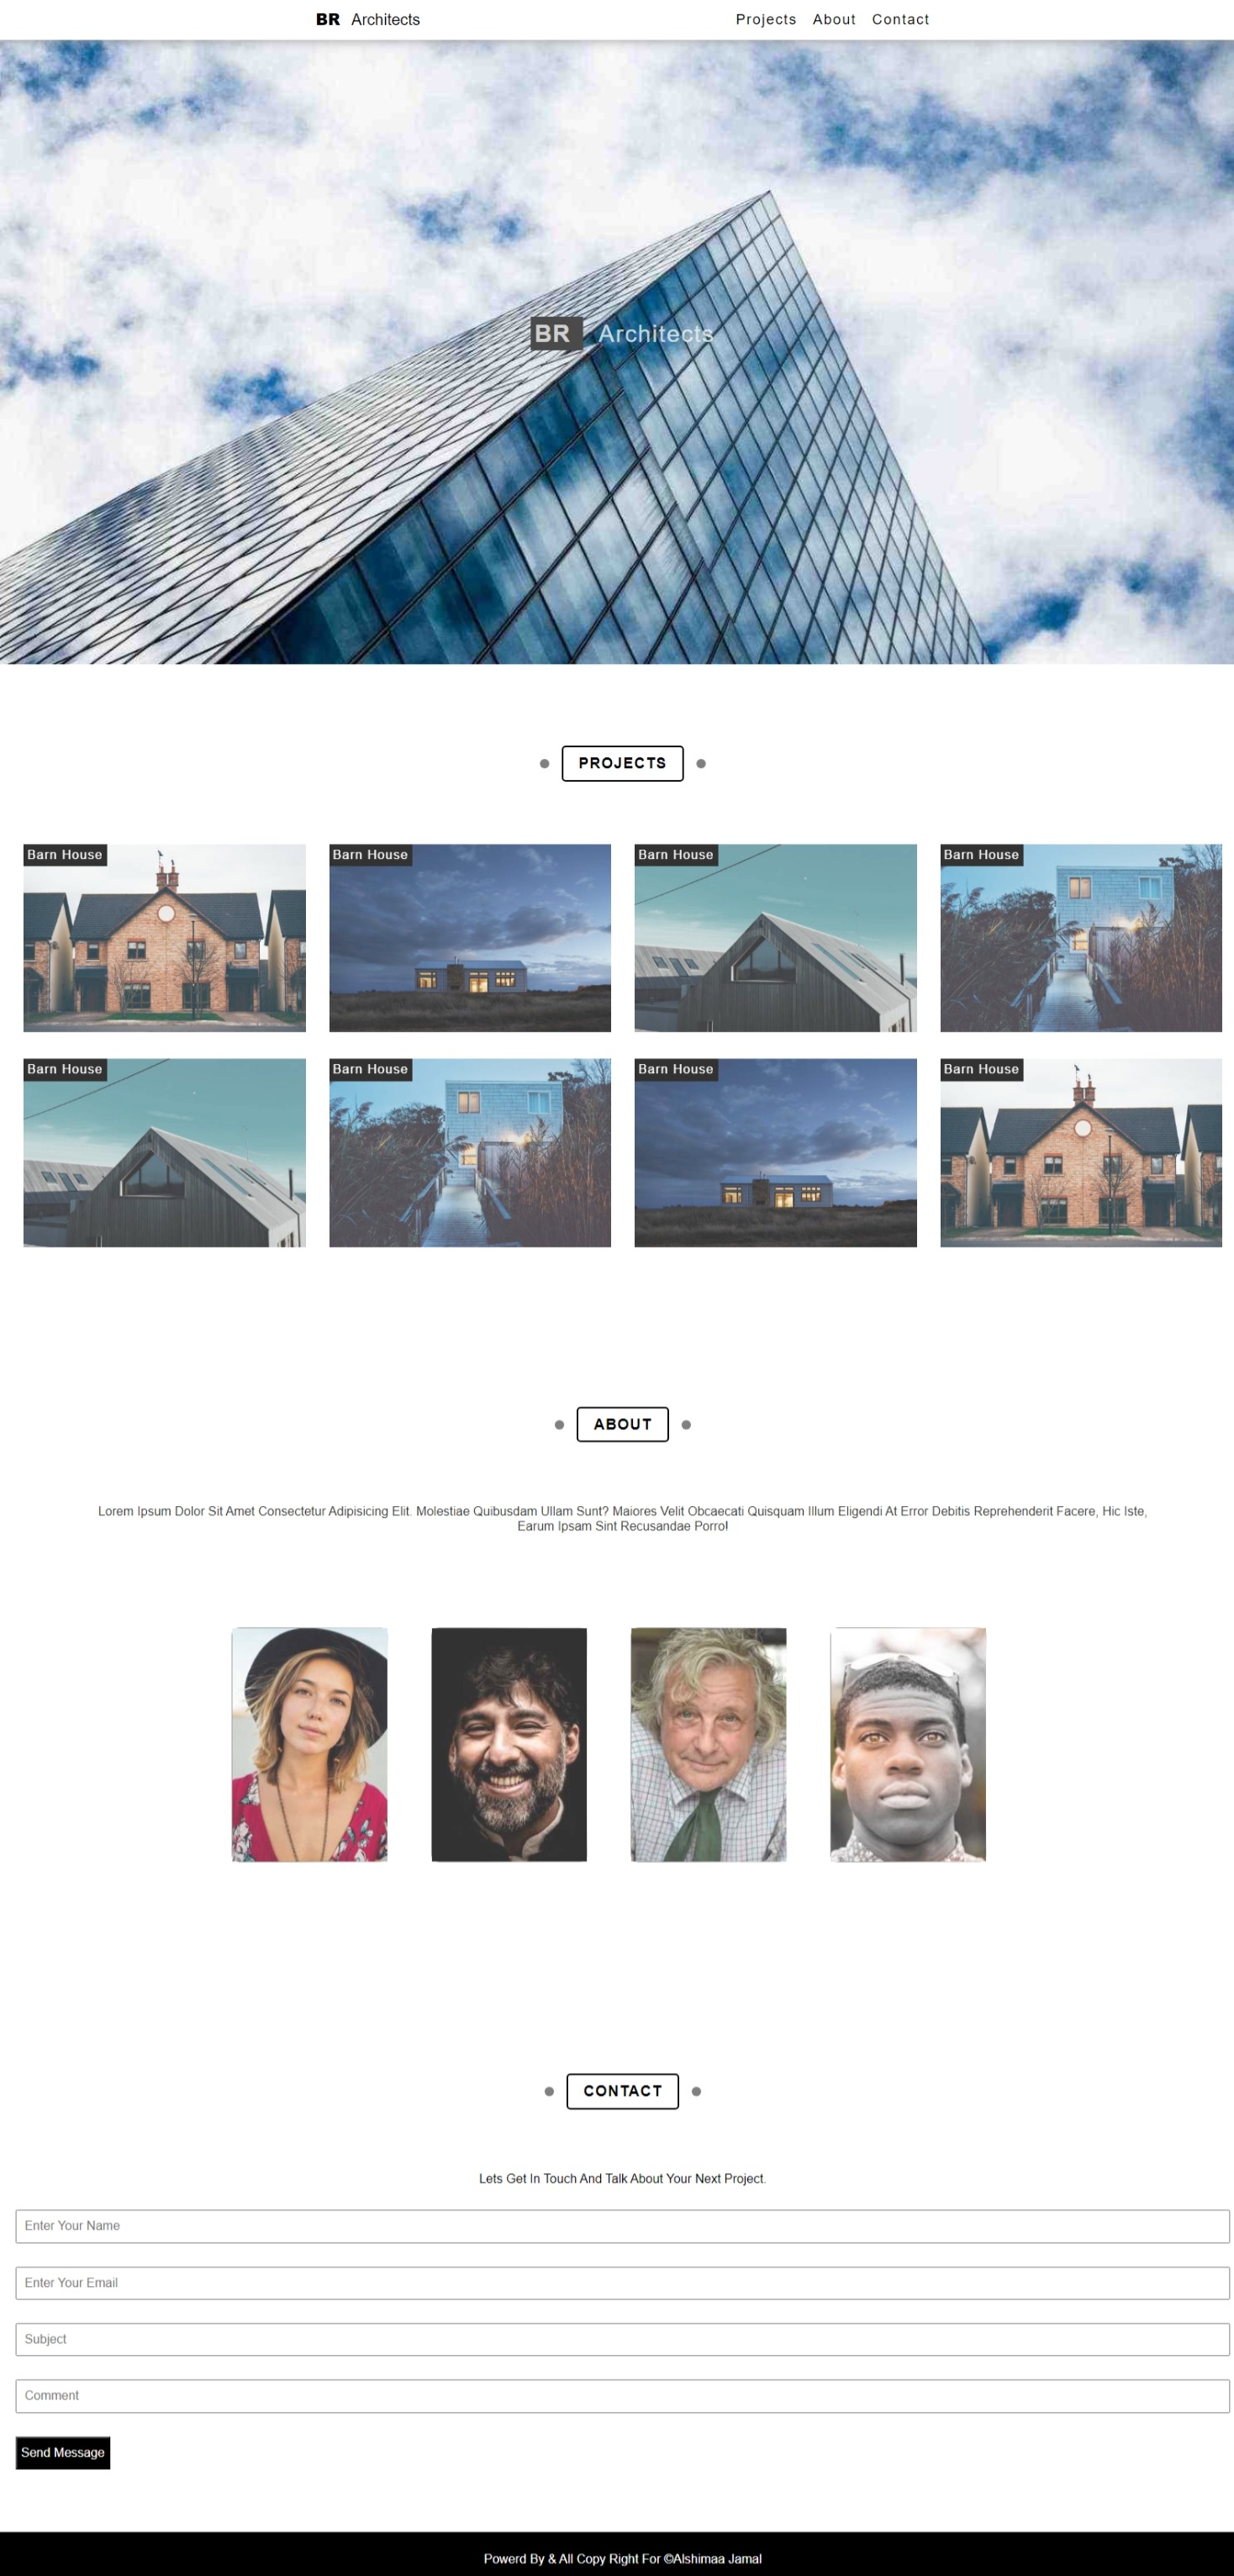 BR Architects
Projects About Contact
BR Architects
PROJECTS
Barn House
Barn House
Barn House
Barn House
Barn House
Barn House
Barn House
Barn House
ABOUT
Lorem Ipsum Dolor Sit Amet Consectetur Adipisicing Elit. Molestiae Quibusdam Ullam Sunt? Maiores Velit Obcaecati Quisquam Illum Eligendi At Error Debitis Reprehenderit Facere, Hic Iste,
Earum Ipsam Sint Recusandae Porro!
CONTACT
Lets Get In Touch And Talk About Your Next Project.
Enter Your Name
Enter Your Email
Subject
Comment
Send Message
Powerd By & All Copy Right For ©Alshimaa Jamal